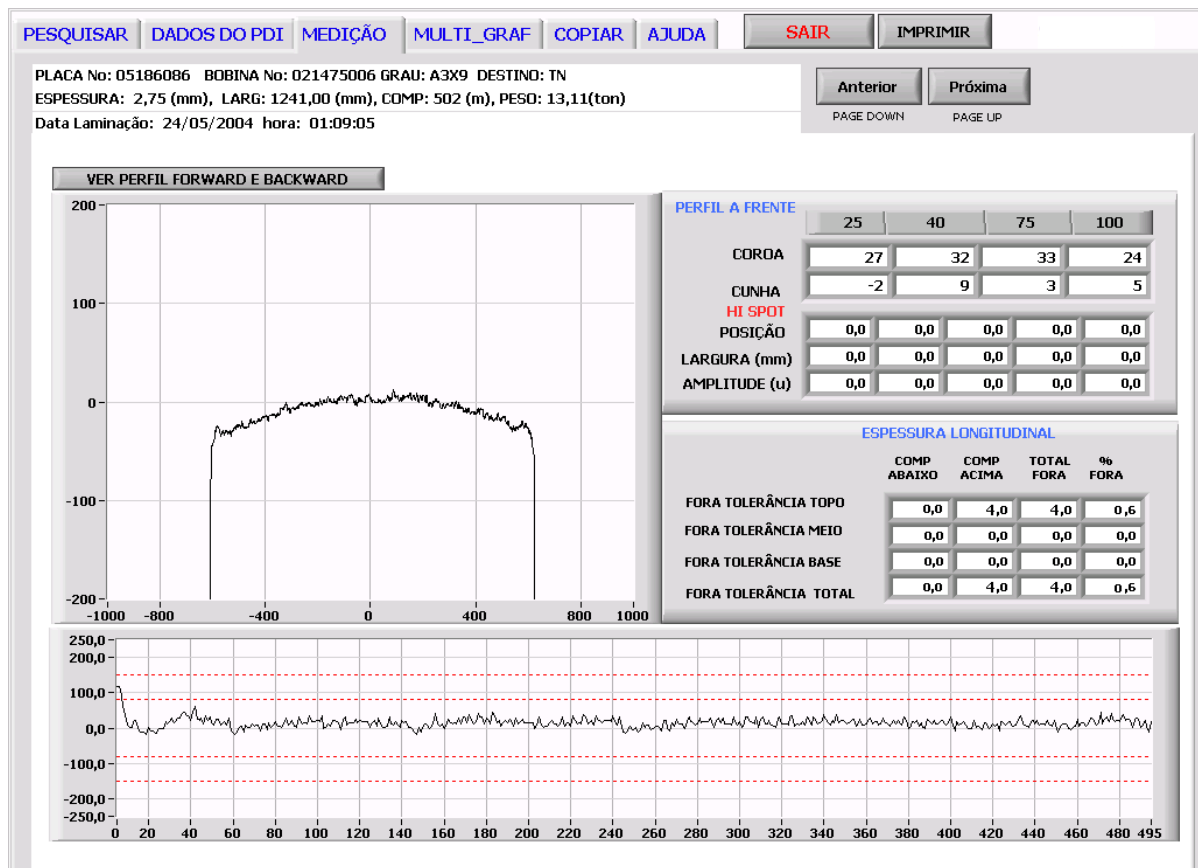 PESQUISAR DADOS DO PDI MEDIÇÃO MULTI_GRAF COPIAR AJUDA SAIR IMPRIMIR
PLACA No: 05186086 BOBINA No: 021475006 GRAU: A3X9 DESTINO: TN
ESPESSURA: 2,75 (mm), LARG: 1241,00 (mm), COMP: 502 (m), PESO: 13,11(ton)
Data Laminação: 24/05/2004 hora: 01:09:05
Anterior Próxima
PAGE DOWN PAGE UP
VER PERFIL FORWARD E BACKWARD
200
100
0
-100
-200
-1000 -800 -400 0 400 800 1000
PERFIL A FRENTE
25 40 75 100
COROA 27 32 33 24
CUNHA -2 9 3 5
HI SPOT
POSIÇÃO 0,0 0,0 0,0 0,0 0,0
LARGURA (mm) 0,0 0,0 0,0 0,0 0,0
AMPLITUDE (u) 0,0 0,0 0,0 0,0 0,0
ESPESSURA LONGITUDINAL
COMP COMP TOTAL %
ABAIXO ACIMA FORA FORA
FORA TOLERÂNCIA TOPO 0,0 4,0 4,0 0,6
FORA TOLERÂNCIA MEIO 0,0 0,0 0,0 0,0
FORA TOLERÂNCIA BASE 0,0 0,0 0,0 0,0
FORA TOLERÂNCIA TOTAL 0,0 4,0 4,0 0,6
250,0
200,0
100,0
0,0
-100,0
-200,0
-250,0
0 20 40 60 80 100 120 140 160 180 200 220 240 260 280 300 320 340 360 380 400 420 440 460 480 495